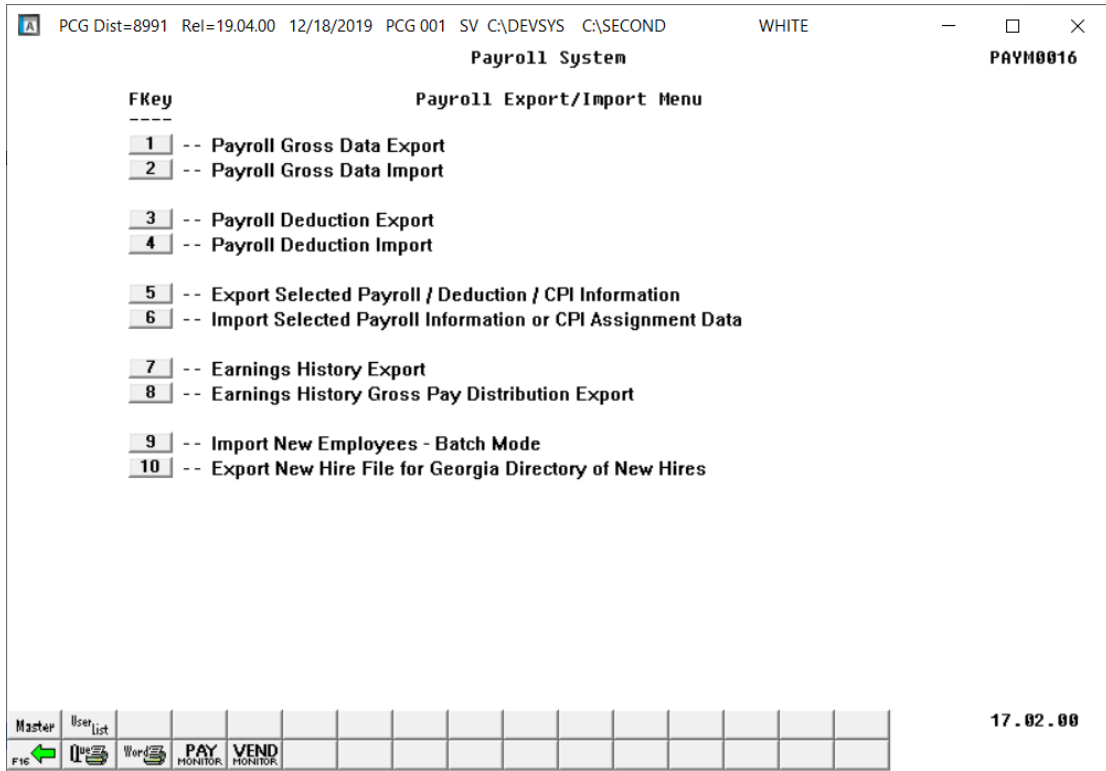 A PCG Dist=8991 Rel=19.04.00 12/18/2019 PCG 001 SV C:\DEVSYS C:\SECOND WHITE
Payroll System PAYM0016
FKey Payroll Export/Import Menu
----
1 -- Payroll Gross Data Export
2 -- Payroll Gross Data Import
3 -- Payroll Deduction Export
4 -- Payroll Deduction Import
5 -- Export Selected Payroll / Deduction / CPI Information
6 -- Import Selected Payroll Information or CPI Assignment Data
7 -- Earnings History Export
8 -- Earnings History Gross Pay Distribution Export
9 -- Import New Employees - Batch Mode
10 -- Export New Hire File for Georgia Directory of New Hires
Master User List 17.02.00
F16 Que Word PAY MONITOR VEND MONITOR